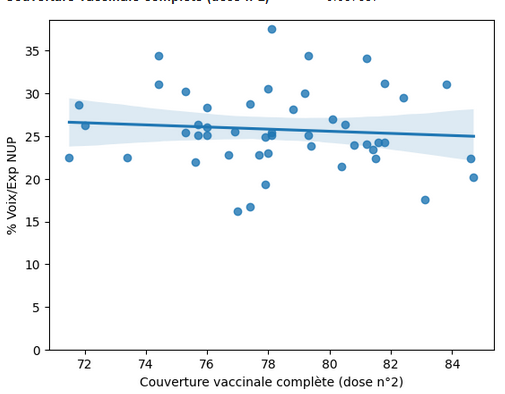 Couverture vaccinale complète (dose n°2)
35
30
25
20
15
10
5
0
% Voix/Exp NUP
72 74 76 78 80 82 84
Couverture vaccinale complète (dose n°2)